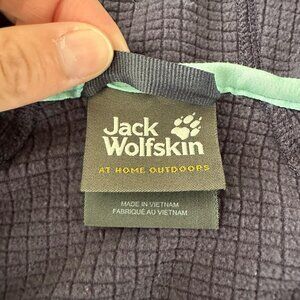 Jack
Wolfskin
AT HOME OUTDOORS
MADE IN VIETNAM
FABRIQUÉ AU VIETNAM